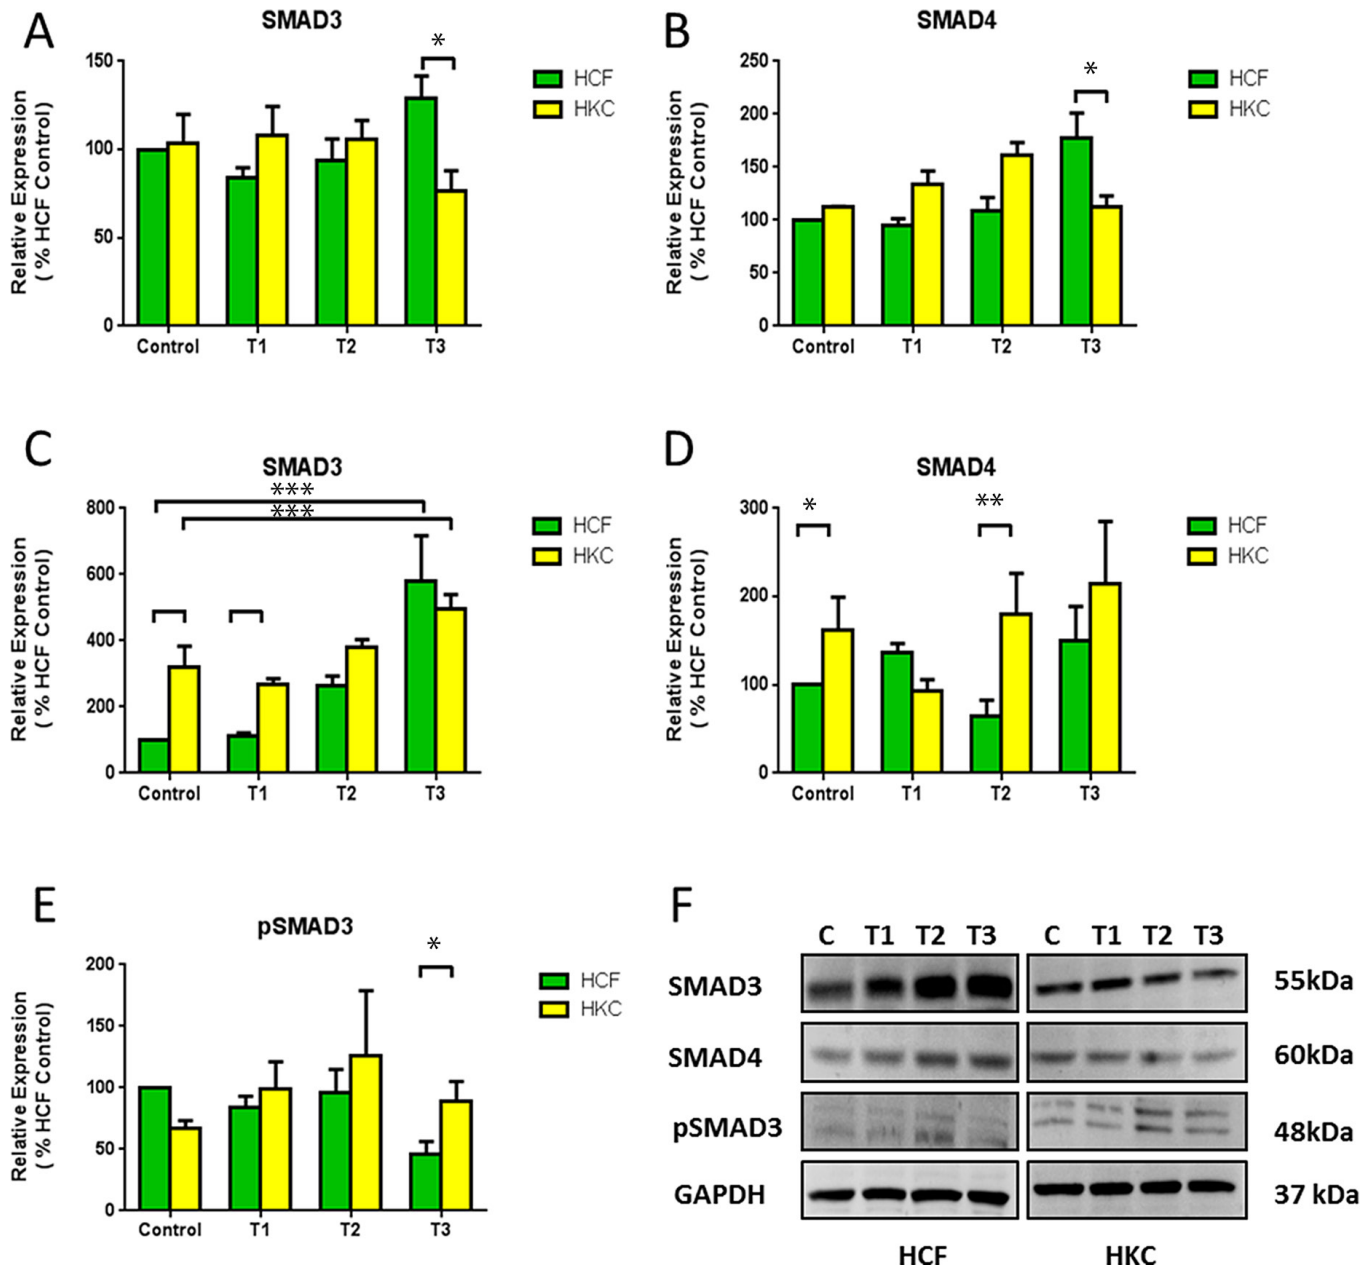 A
SMAD3
*
Relative Expression
( % HCF Control)
150
100
50
0
Control T1 T2 T3
HCF
HKC
B
SMAD4
*
Relative Expression
( % HCF Control)
250
200
150
100
50
0
Control T1 T2 T3
HCF
HKC
C
SMAD3
***
***
Relative Expression
( % HCF Control)
800
600
400
200
0
Control T1 T2 T3
HCF
HKC
D
SMAD4
* **
Relative Expression
( % HCF Control)
300
200
100
0
Control T1 T2 T3
HCF
HKC
E
pSMAD3
*
Relative Expression
( % HCF Control)
200
150
100
50
0
Control T1 T2 T3
HCF
HKC
F
C T1 T2 T3 C T1 T2 T3
SMAD3 55kDa
SMAD4 60kDa
pSMAD3 48kDa
GAPDH 37 kDa
HCF HKC